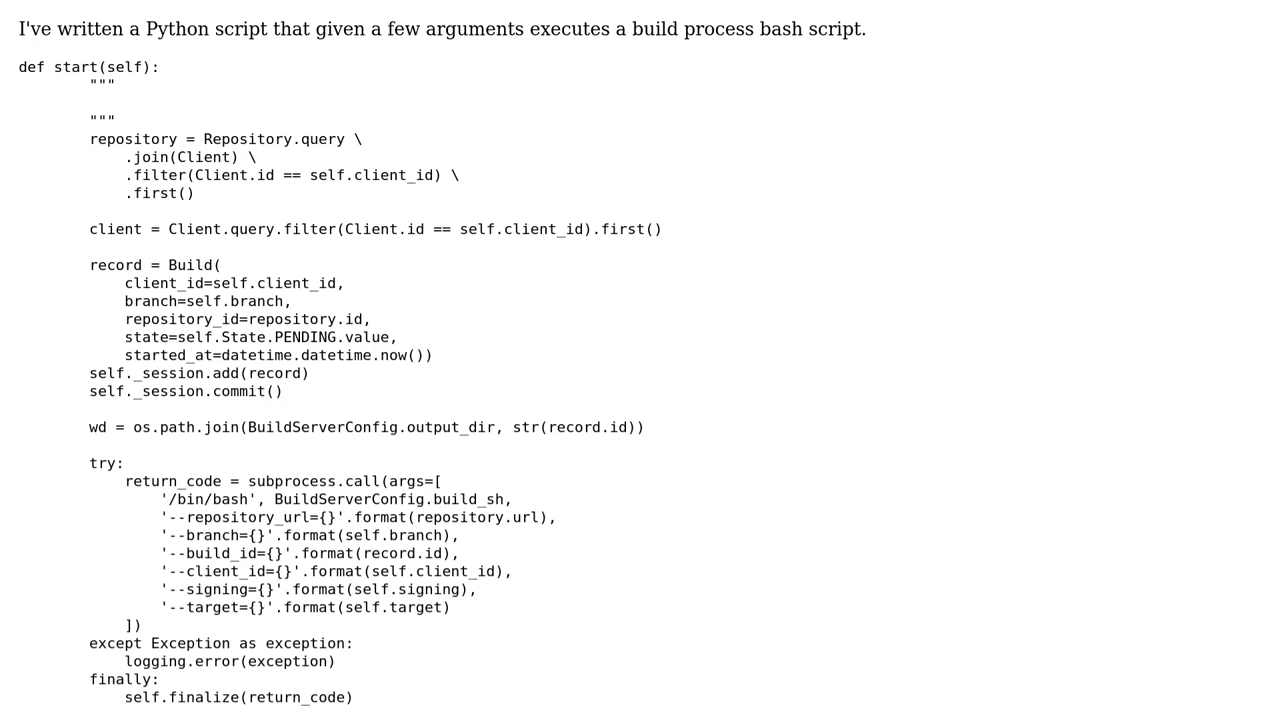 I've written a Python script that given a few arguments executes a build process bash script.
def start(self):
        """
        """
        repository = Repository.query \
            .join(Client) \
            .filter(Client.id == self.client_id) \
            .first()
        client = Client.query.filter(Client.id == self.client_id).first()
        record = Build(
            client_id=self.client_id,
            branch=self.branch,
            repository_id=repository.id,
            state=self.State.PENDING.value,
            started_at=datetime.datetime.now())
        self._session.add(record)
        self._session.commit()
        wd = os.path.join(BuildServerConfig.output_dir, str(record.id))
        try:
            return_code = subprocess.call(args=[
                '/bin/bash', BuildServerConfig.build_sh,
                '--repository_url={}'.format(repository.url),
                '--branch={}'.format(self.branch),
                '--build_id={}'.format(record.id),
                '--client_id={}'.format(self.client_id),
                '--signing={}'.format(self.signing),
                '--target={}'.format(self.target)
            ])
        except Exception as exception:
            logging.error(exception)
        finally:
            self.finalize(return_code)